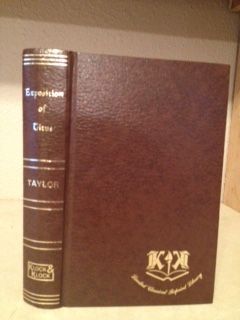 Exposition
of
Titus
TAYLOR
KLOCK &
KLOCK
K K
Limited Classical Reprint Library